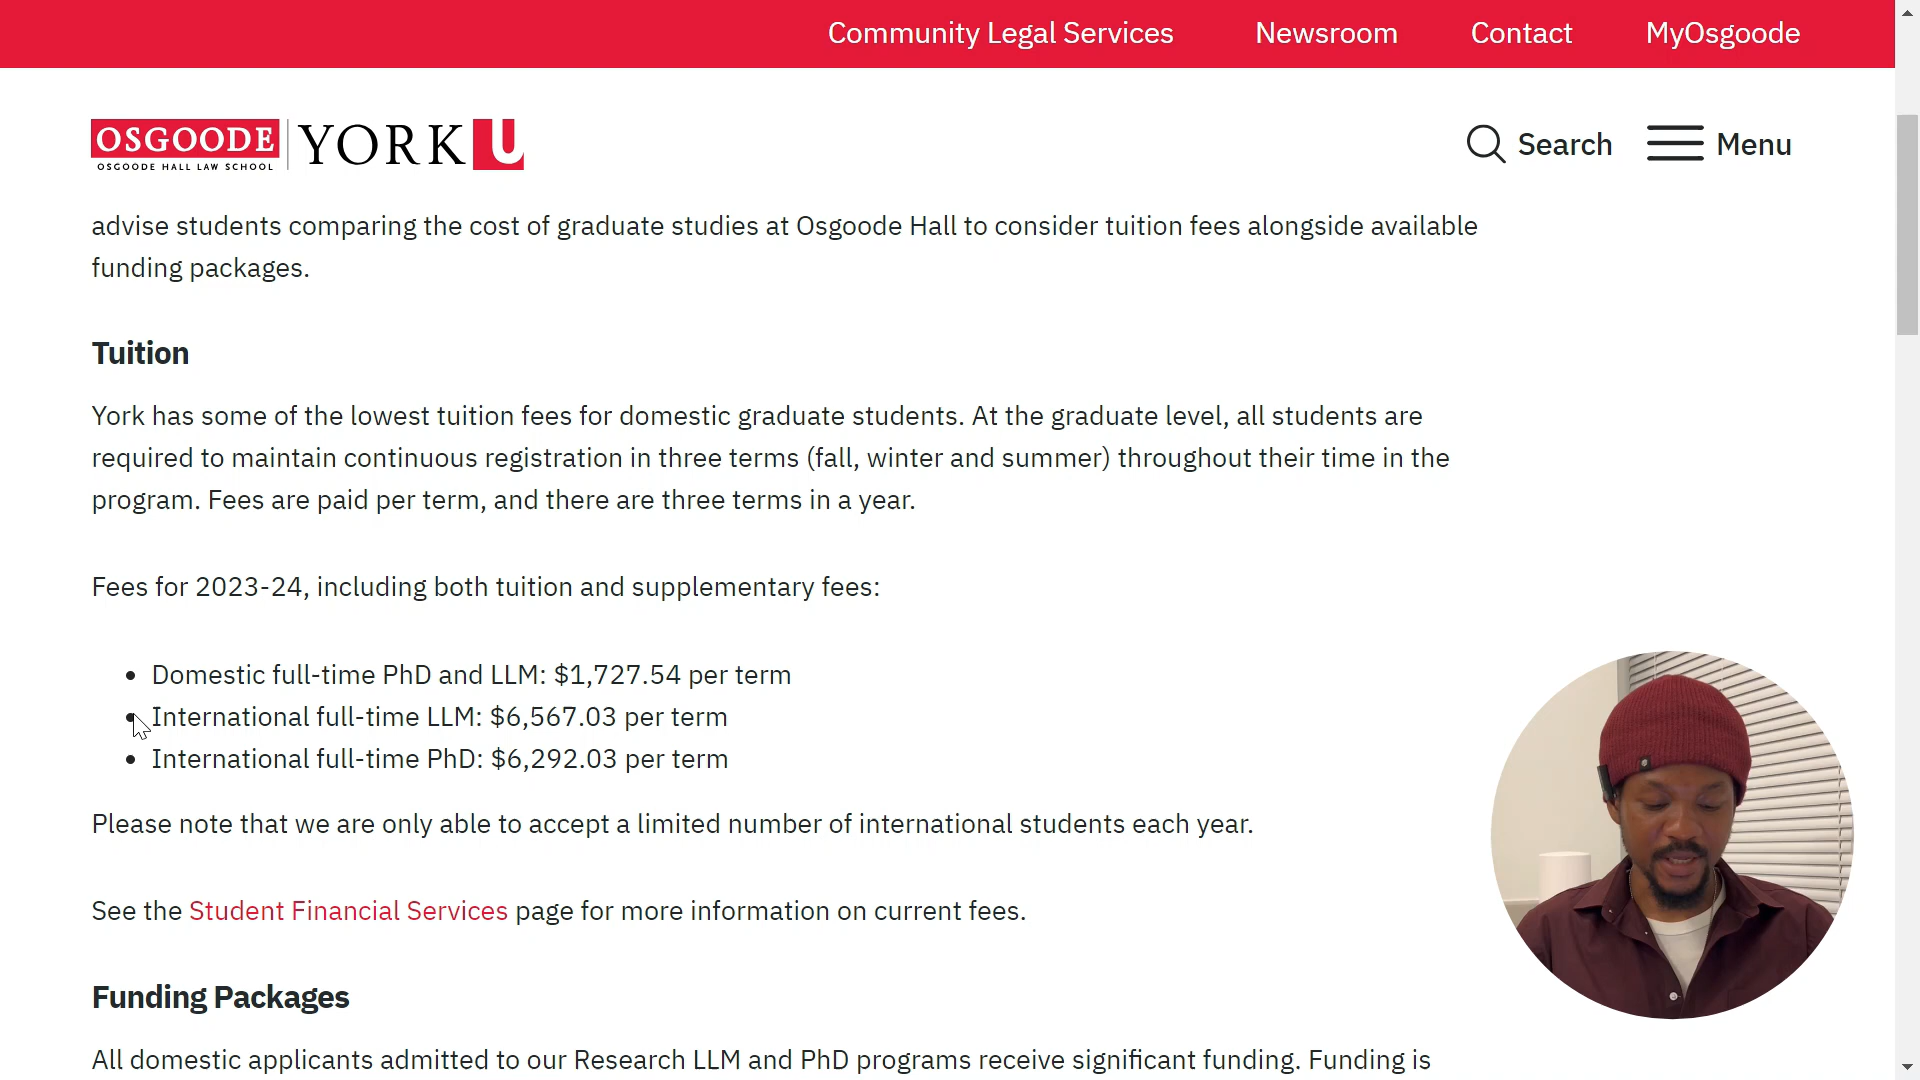 Community Legal Services Newsroom Contact MyOsgoode
OSGOODE YORK U
OSGOODE HALL LAW SCHOOL
Search Menu
advise students comparing the cost of graduate studies at Osgoode Hall to consider tuition fees alongside available
funding packages.
Tuition
York has some of the lowest tuition fees for domestic graduate students. At the graduate level, all students are
required to maintain continuous registration in three terms (fall, winter and summer) throughout their time in the
program. Fees are paid per term, and there are three terms in a year.
Fees for 2023-24, including both tuition and supplementary fees:
• Domestic full-time PhD and LLM: $1,727.54 per term
• International full-time LLM: $6,567.03 per term
• International full-time PhD: $6,292.03 per term
Please note that we are only able to accept a limited number of international students each year.
See the Student Financial Services page for more information on current fees.
Funding Packages
All domestic applicants admitted to our Research LLM and PhD programs receive significant funding. Funding is